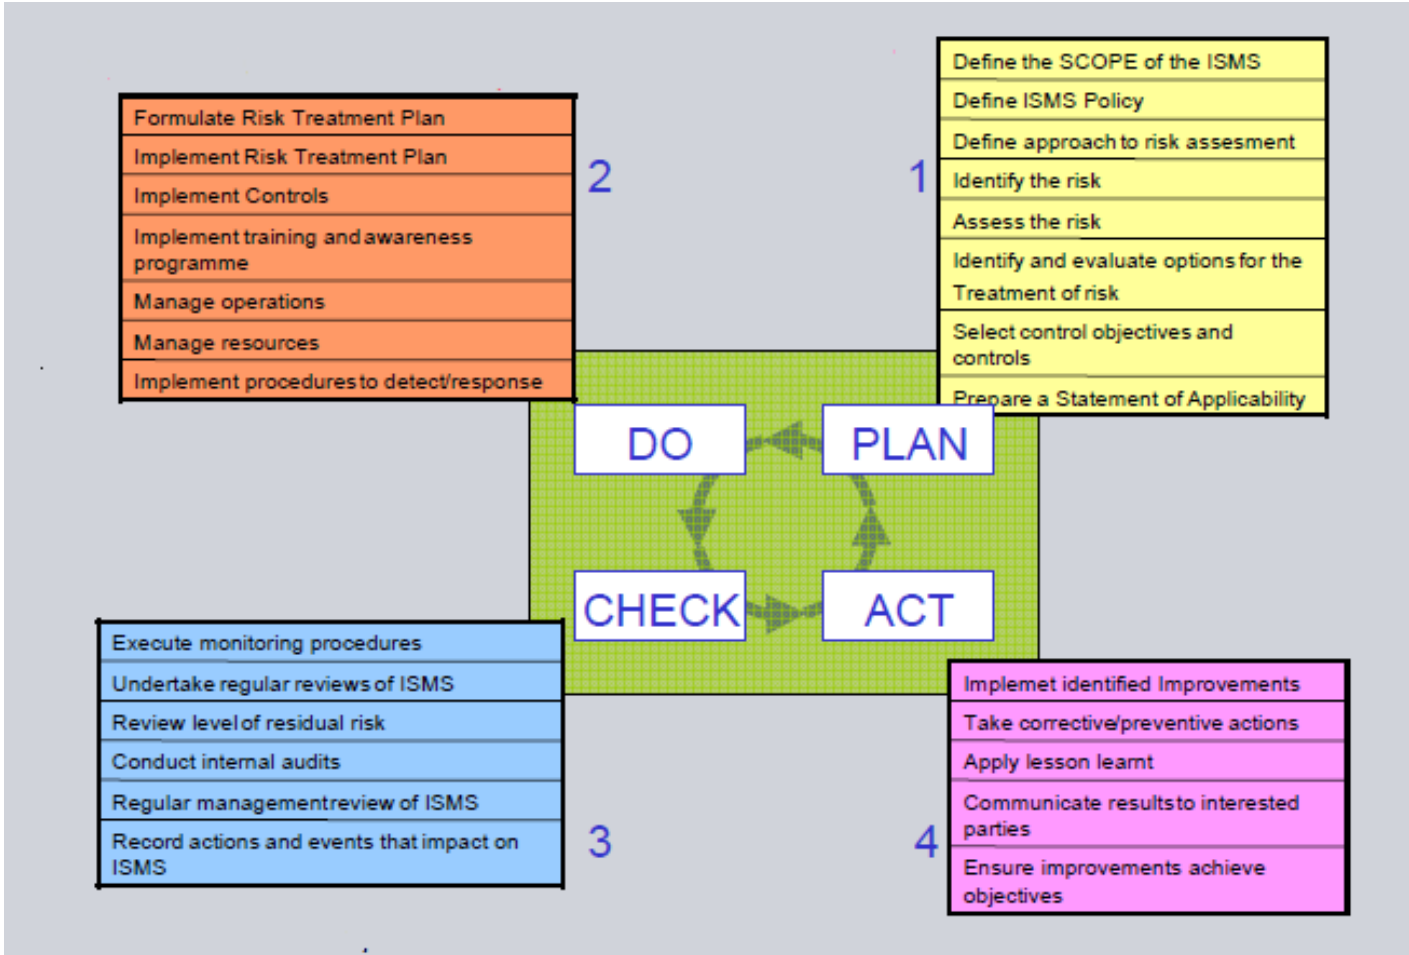 Define the SCOPE of the ISMS
Define ISMS Policy
Define approach to risk assesment
Identify the risk
Assess the risk
Identify and evaluate options for the
Treatment of risk
Select control objectives and
controls
Prepare a Statement of Applicability
1
Formulate Risk Treatment Plan
Implement Risk Treatment Plan
Implement Controls
Implement training and awareness
programme
Manage operations
Manage resources
Implement procedures to detect/response
2
DO
PLAN
CHECK
ACT
Execute monitoring procedures
Undertake regular reviews of ISMS
Review level of residual risk
Conduct internal audits
Regular management review of ISMS
Record actions and events that impact on
ISMS
3
Implemet identified Improvements
Take corrective/preventive actions
Apply lesson learnt
Communicate results to interested
parties
Ensure improvements achieve
objectives
4